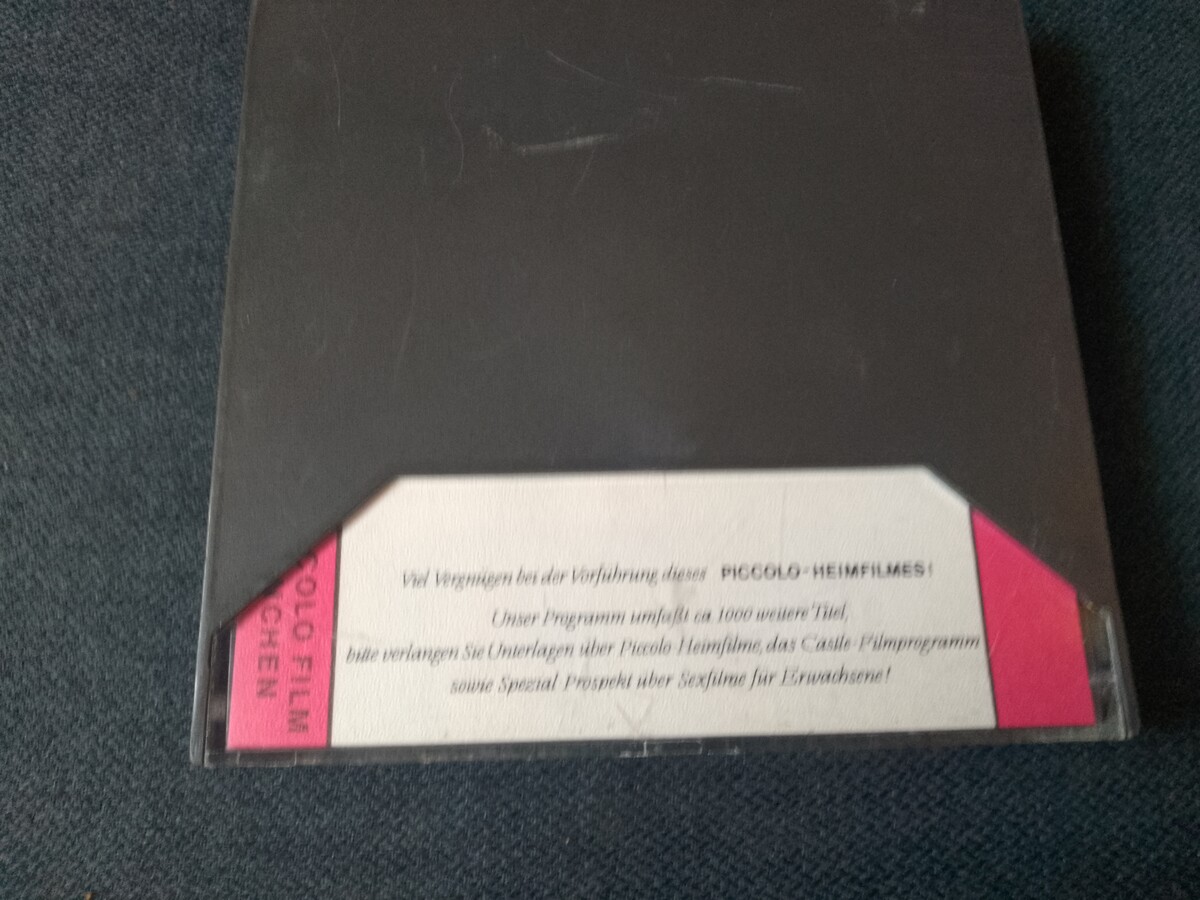 Viel Vergnügen bei der Vorführung dieses PICCOLO-HEIMFILMES!
Unser Programm umfaßt ca 1000 weitere Titel,
bitte verlangen Sie Unterlagen über Piccolo-Heimfilme, das Castle-Filmprogramm
sowie Spezial-Prospekt über Sexfilme für Erwachsene!
COLO FILM
CHEN